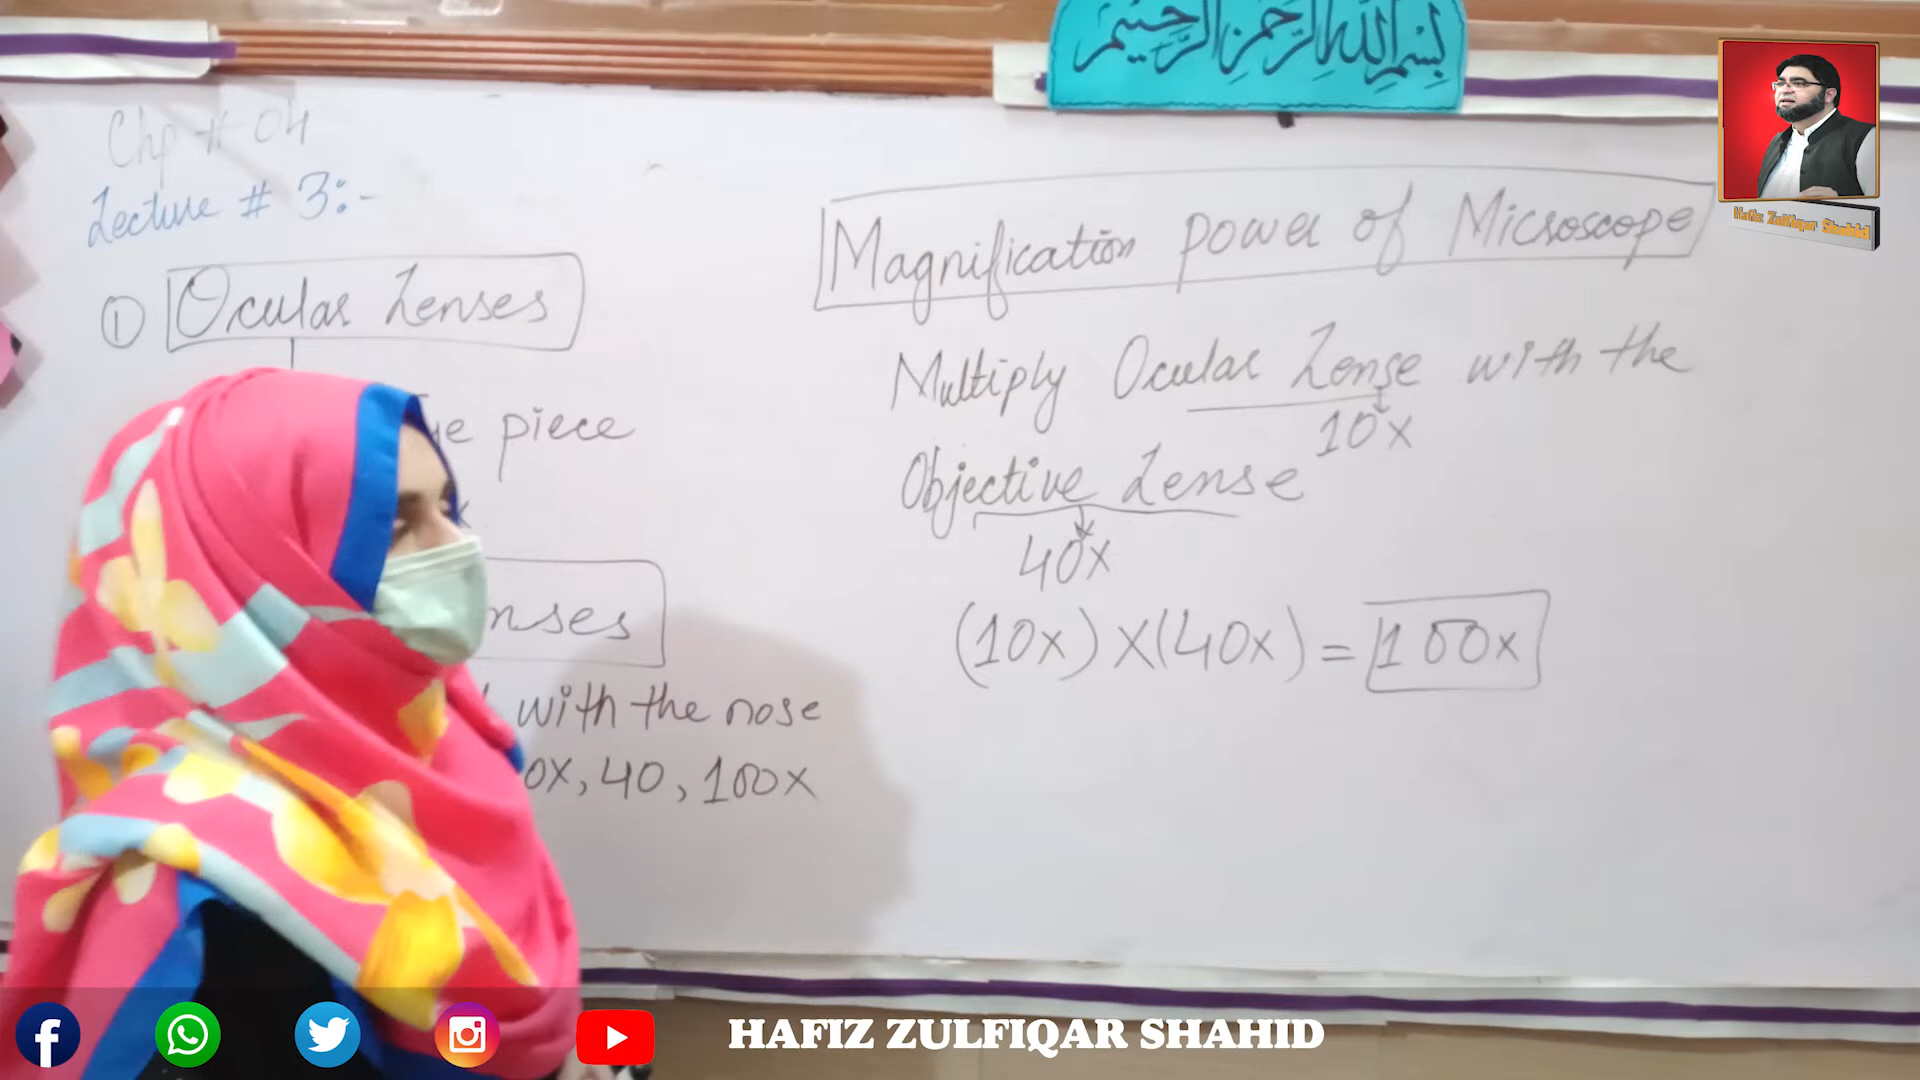 بسم الله الرحمن الرحيم
Chp # 04
Lecture # 3:-
① Ocular Lenses
piece
nses
with the nose
0x, 40, 100x
Magnification power of Microscope
Multiply Ocular Lense with the
10x
Objective Lense
40x
(10x) X (40x) = 100x
Hafiz Zulfiqar Shahid
HAFIZ ZULFIQAR SHAHID